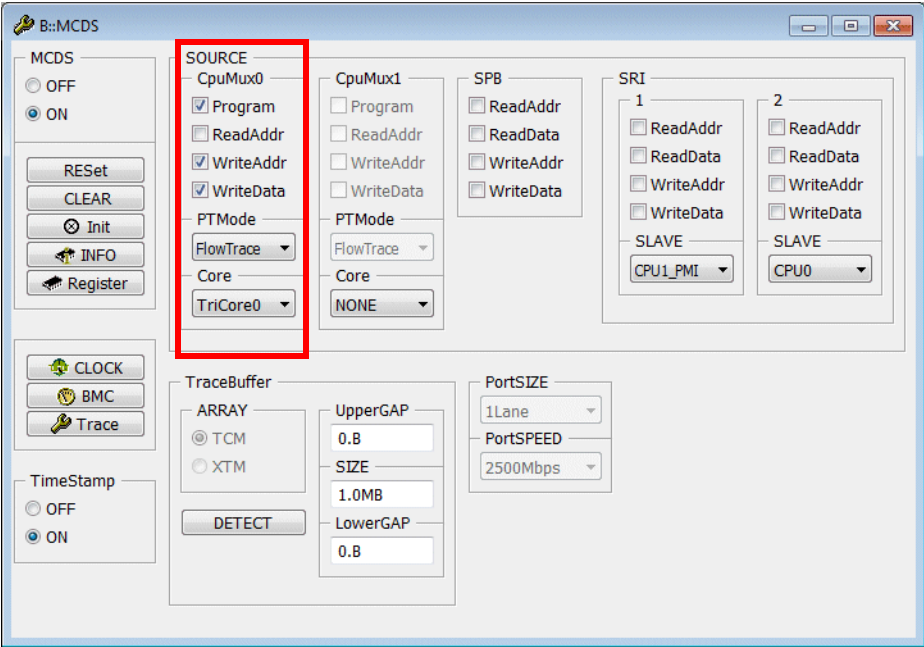 B::MCDS
MCDS
OFF
ON
RESet
CLEAR
Init
INFO
Register
CLOCK
BMC
Trace
TimeStamp
OFF
ON
SOURCE
CpuMux0
Program
ReadAddr
WriteAddr
WriteData
PTMode
FlowTrace
Core
TriCore0
CpuMux1
Program
ReadAddr
WriteAddr
WriteData
PTMode
FlowTrace
Core
NONE
SPB
ReadAddr
ReadData
WriteAddr
WriteData
SRI
1
ReadAddr
ReadData
WriteAddr
WriteData
SLAVE
CPU1_PMI
2
ReadAddr
ReadData
WriteAddr
WriteData
SLAVE
CPU0
TraceBuffer
ARRAY
TCM
XTM
DETECT
UpperGAP
0.B
SIZE
1.0MB
LowerGAP
0.B
PortSIZE
1Lane
PortSPEED
2500Mbps